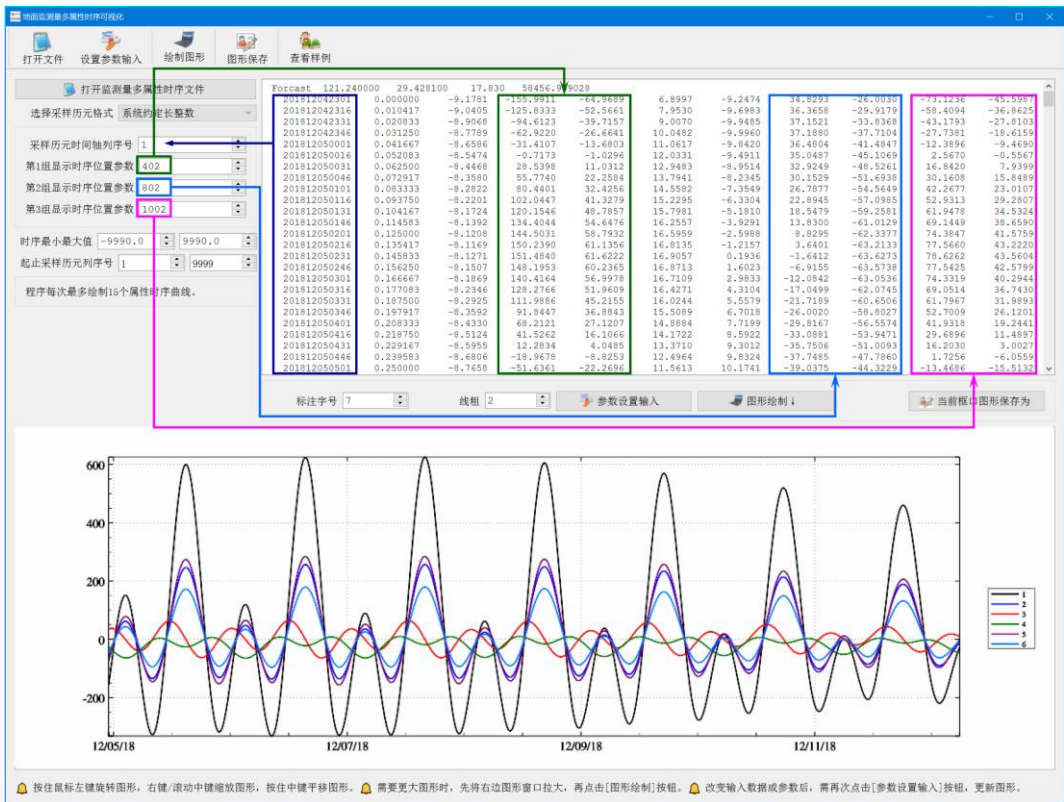 地面监测量多属性时序可视化
打开文件 设置参数输入 绘制图形 图形保存 查看样例
打开监测量多属性时序文件
选择采样历元格式 系统约定长整数
采样历元时间轴列序号 1
第1组显示时序位置参数 402
第2组显示时序位置参数 802
第3组显示时序位置参数 1002
时序最小最大值 -9990.0 9990.0
起止采样历元列序号 1 9999
程序每次最多绘制15个属性时序曲线。
Forcast 121.240000 29.428100 17.830
201812042301 0.000000 -9.1781 -155.9911 -64.9689 6.8997 -9.2474 34.8293 -26.0030 -73.1236 -45.5987
201812042316 0.010417 -9.0405 -125.8333 -52.5661 7.9530 -9.6983 36.3658 -29.9179 -58.4094 -36.8625
201812042331 0.020833 -8.9068 -94.6123 -39.7157 9.0070 -9.9485 37.1521 -33.8368 -43.1793 -27.8103
201812042346 0.031250 -8.7789 -62.9220 -26.6641 10.0482 -9.9960 37.1880 -37.7104 -27.7381 -18.6159
201812050001 0.041667 -8.6586 -31.4107 -13.6803 11.0617 -9.8420 36.4804 -41.4847 -12.3896 -9.4690
201812050016 0.052083 -8.5474 -0.7173 -1.0296 12.0331 -9.4911 35.0487 -45.1069 2.5670 -0.5567
201812050031 0.062500 -8.4468 28.5398 11.0312 12.9483 -8.9514 32.9249 -48.5261 16.8420 7.9399
201812050046 0.072917 -8.3580 55.7740 22.2584 13.7941 -8.2345 30.1529 -51.6938 30.1608 15.8489
201812050101 0.083333 -8.2822 80.4401 32.4256 14.5582 -7.3549 26.7877 -54.5649 42.2677 23.0107
201812050116 0.093750 -8.2201 102.0447 41.3279 15.2295 -6.3304 22.8945 -57.0985 52.9313 29.2807
201812050131 0.104167 -8.1724 120.1546 48.7857 15.7981 -5.1810 18.5479 -59.2581 61.9478 34.5324
201812050146 0.114583 -8.1392 134.4044 54.6476 16.2557 -3.9291 13.8300 -61.0129 69.1449 38.6590
201812050201 0.125000 -8.1208 144.5031 58.7932 16.5959 -2.5988 8.8295 -62.3377 74.3847 41.5759
201812050216 0.135417 -8.1169 150.2390 61.1356 16.8135 -1.2157 3.6401 -63.2133 77.5660 43.2220
201812050231 0.145833 -8.1271 151.4840 61.6222 16.9057 0.1936 -1.6412 -63.6273 78.6262 43.5604
201812050246 0.156250 -8.1507 148.1953 60.2365 16.8713 1.6023 -6.9155 -63.5738 77.5425 42.5799
201812050301 0.166667 -8.1869 140.4164 56.9978 16.7109 2.9833 -12.0842 -63.0536 74.3319 40.2944
201812050316 0.177083 -8.2346 128.2766 51.9609 16.4271 4.3104 -17.0499 -62.0745 69.0514 36.7430
201812050331 0.187500 -8.2925 111.9886 45.2155 16.0244 5.5579 -21.7189 -60.6506 61.7967 31.9893
201812050346 0.197917 -8.3592 91.8447 36.8843 15.5089 6.7018 -26.0020 -58.8027 52.7009 26.1201
201812050401 0.208333 -8.4330 68.2121 27.1207 14.8884 7.7199 -29.8167 -56.5574 41.9318 19.2441
201812050416 0.218750 -8.5124 41.5262 16.1066 14.1722 8.5922 -33.0881 -53.9471 29.6896 11.4897
201812050431 0.229167 -8.5955 12.2834 4.0485 13.3710 9.3012 -35.7506 -51.0093 16.2030 3.0027
201812050446 0.239583 -8.6806 -18.9678 -8.8253 12.4964 9.8324 -37.7485 -47.7860 1.7256 -6.0559
201812050501 0.250000 -8.7658 -51.6361 -22.2696 11.5613 10.1741 -39.0375 -44.3229 -13.4686 -15.5132
标注字号 7 线粗 2 参数设置输入 图形绘制↓ 当前框口图形保存为
600
400
200
0
-200
12/05/18 12/07/18 12/09/18 12/11/18
1
2
3
4
5
6
按住鼠标左键旋转图形，右键/滚动中键缩放图形，按住中键平移图形。 需要更大图形时，先将右边图形窗口拉大，再点击[图形绘制]按钮。 改变输入数据或参数后，需再次点击[参数设置输入]按钮，更新图形。